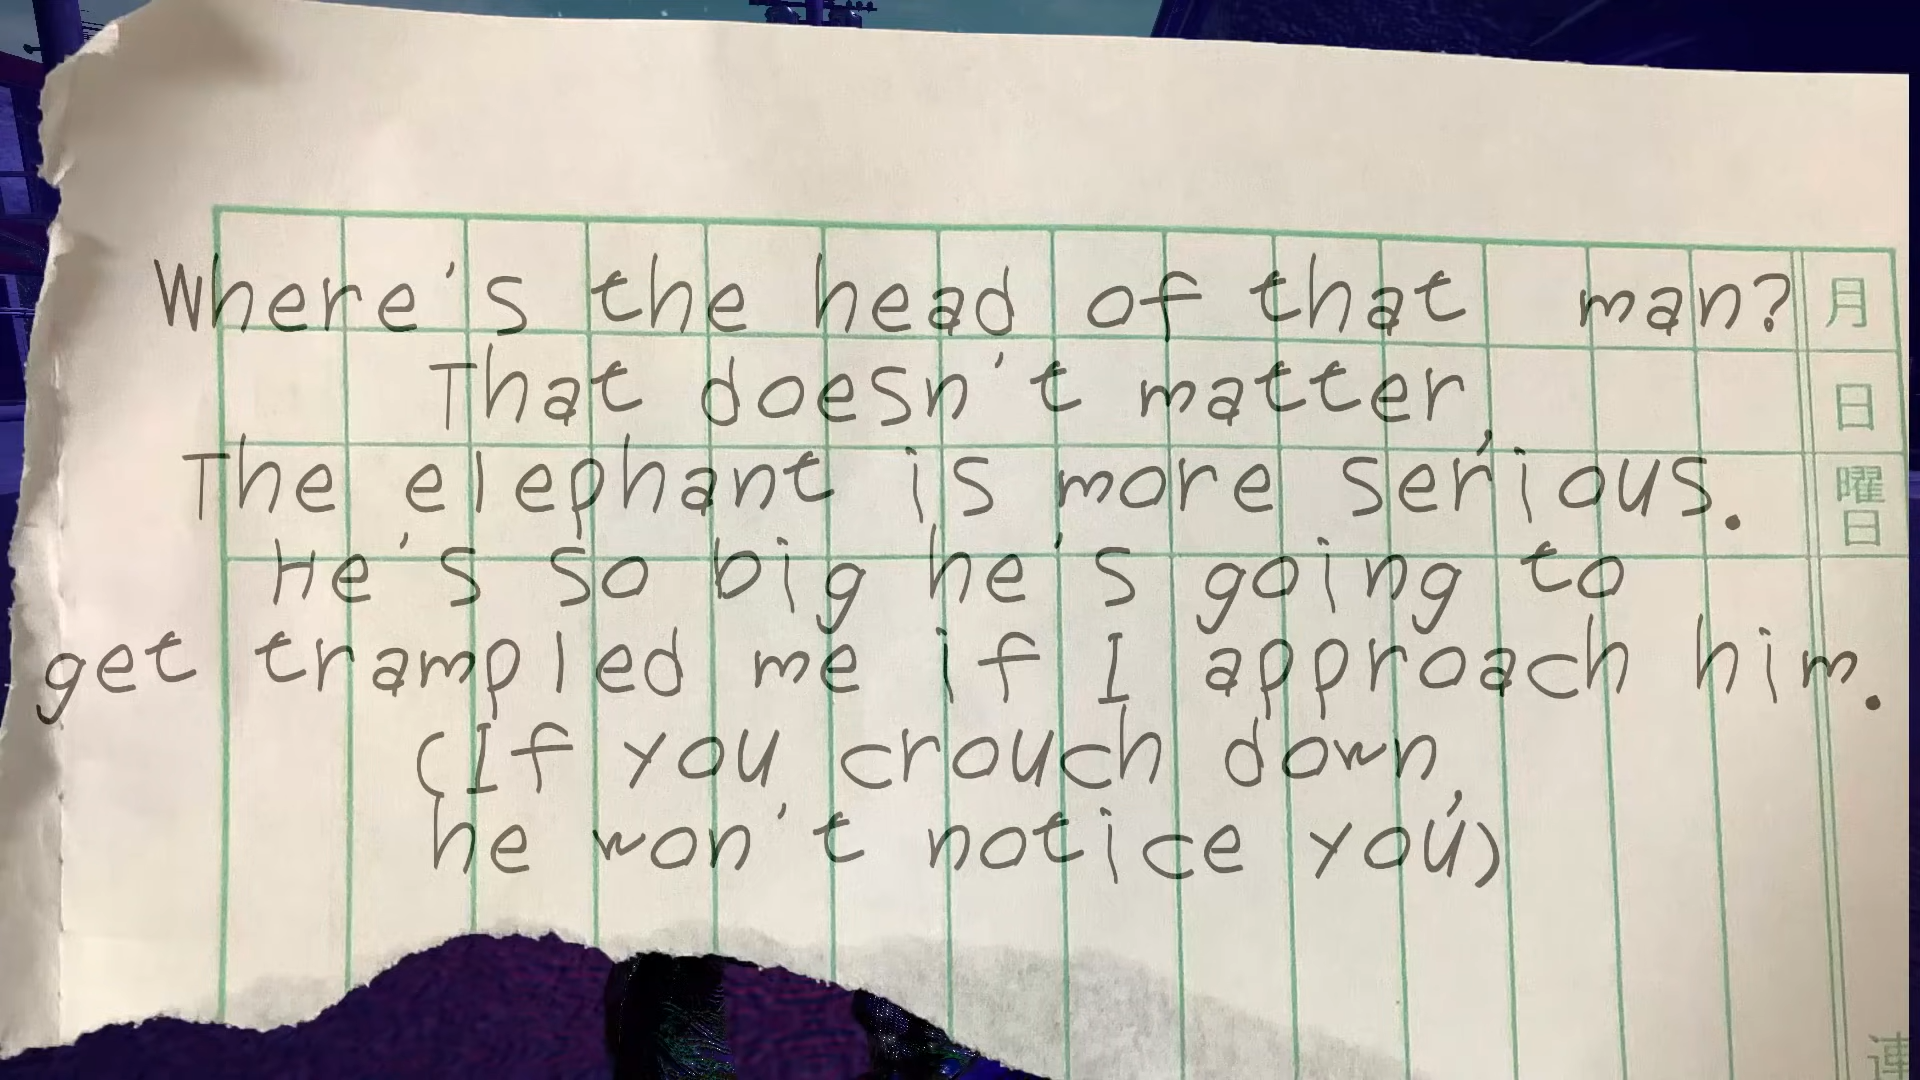 Where's the head of that man?
That doesn't matter,
The elephant is more serious.
He's so big he's going to
get trampled me if I approach him.
(If you crouch down,
he won't notice you)
月
日
曜日
連